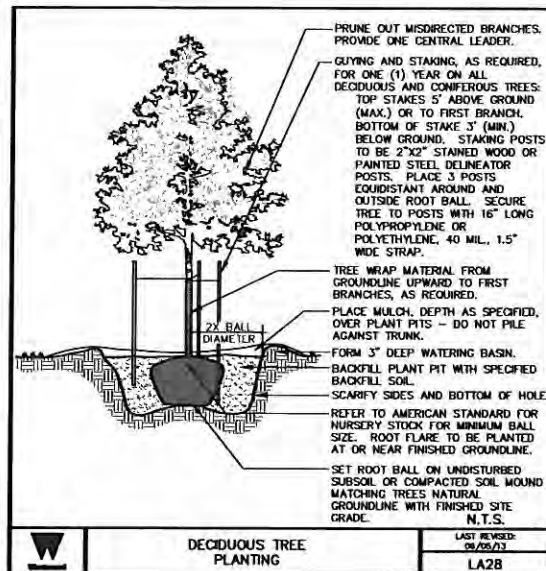 PRUNE OUT MISDIRECTED BRANCHES.
PROVIDE ONE CENTRAL LEADER.
GUYING AND STAKING, AS REQUIRED,
FOR ONE (1) YEAR ON ALL
DECIDUOUS AND CONIFEROUS TREES:
TOP STAKES 5' ABOVE GROUND
(MAX.) OR TO FIRST BRANCH.
BOTTOM OF STAKE 3' (MIN.)
BELOW GROUND. STAKING POSTS
TO BE 2"X2" STAINED WOOD OR
PAINTED STEEL DELINEATOR
POSTS. PLACE 3 POSTS
EQUIDISTANT AROUND AND
OUTSIDE ROOT BALL. SECURE
TREE TO POSTS WITH 16" LONG
POLYPROPYLENE OR
POLYETHYLENE, 40 MIL, 1.5"
WIDE STRAP.
TREE WRAP MATERIAL FROM
GROUNDLINE UPWARD TO FIRST
BRANCHES, AS REQUIRED.
2X BALL
DIAMETER
PLACE MULCH, DEPTH AS SPECIFIED,
OVER PLANT PITS - DO NOT PILE
AGAINST TRUNK.
FORM 3" DEEP WATERING BASIN.
BACKFILL PLANT PIT WITH SPECIFIED
BACKFILL SOIL.
SCARIFY SIDES AND BOTTOM OF HOLE
REFER TO AMERICAN STANDARD FOR
NURSERY STOCK FOR MINIMUM BALL
SIZE. ROOT FLARE TO BE PLANTED
AT OR NEAR FINISHED GROUNDLINE.
SET ROOT BALL ON UNDISTURBED
SUBSOIL OR COMPACTED SOIL MOUND
MATCHING TREES NATURAL
GROUNDLINE WITH FINISHED SITE
GRADE.
N.T.S.
DECIDUOUS TREE
PLANTING
LAST REVISED:
06/05/13
LA28